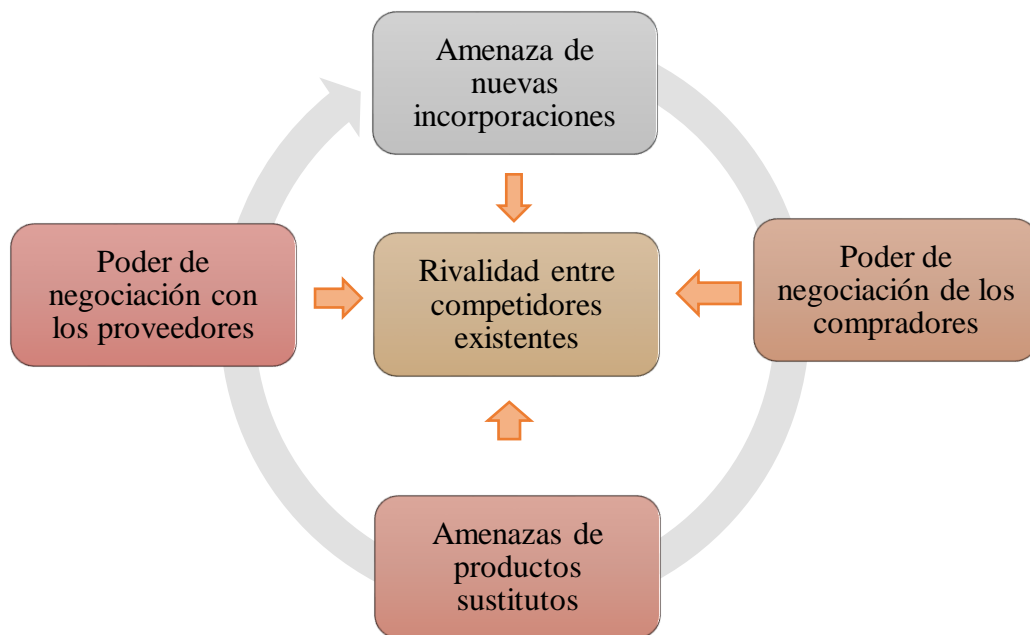 Amenaza de
nuevas
incorporaciones
Poder de
negociación con
los proveedores
Rivalidad entre
competidores
existentes
Poder de
negociación de los
compradores
Amenazas de
productos
sustitutos